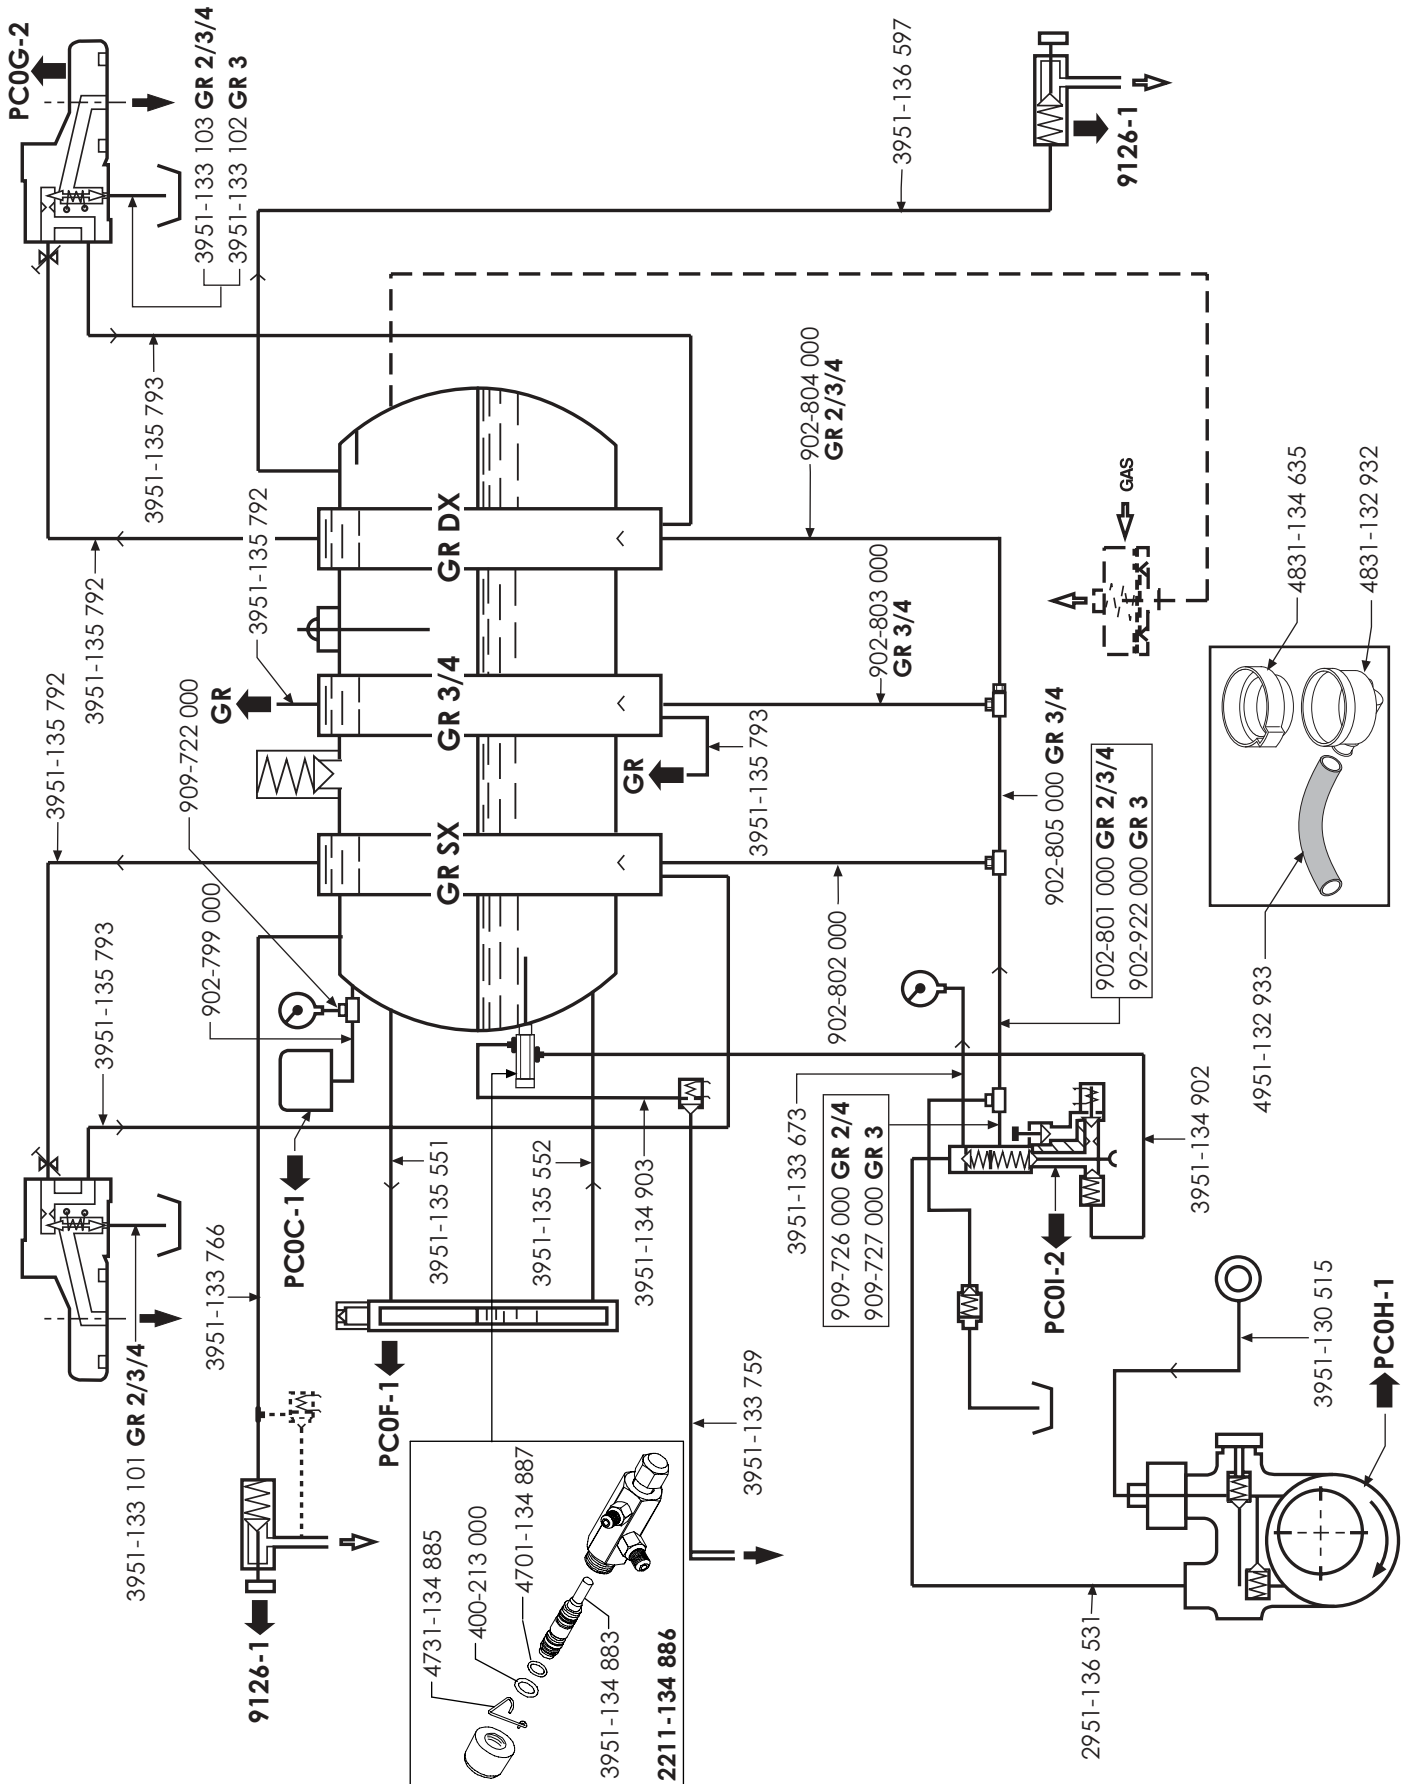 PC0G-2
3951-133 103 GR 2/3/4
3951-133 102 GR 3
3951-136 597
9126-1
3951-135 793
3951-135 792
902-804 000
GR 2/3/4
GR DX
3951-135 792
902-803 000
GR 3/4
GAS
4831-134 635
4831-132 932
3951-135 792
909-722 000
GR
GR 3/4
GR
3951-135 793
902-805 000 GR 3/4
902-801 000 GR 2/3/4
902-922 000 GR 3
4951-132 933
3951-135 793
902-799 000
GR SX
902-802 000
3951-133 101 GR 2/3/4
3951-133 766
PC0C-1
3951-135 551
3951-135 552
3951-134 903
3951-133 673
909-726 000 GR 2/4
909-727 000 GR 3
PC0I-2
3951-134 902
9126-1
PC0F-1
3951-133 759
3951-130 515
PC0H-1
4731-134 885
400-213 000
4701-134 887
3951-134 883
2211-134 886
2951-136 531